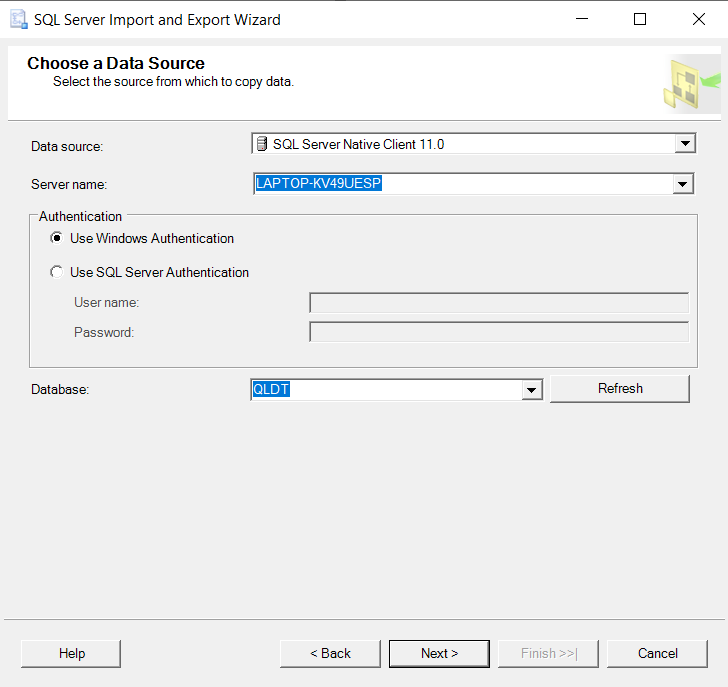 SQL Server Import and Export Wizard
Choose a Data Source
Select the source from which to copy data.
Data source: SQL Server Native Client 11.0
Server name: LAPTOP-KV49UESP
Authentication
Use Windows Authentication
Use SQL Server Authentication
User name:
Password:
Database: QLDT Refresh
Help < Back Next > Finish >>| Cancel